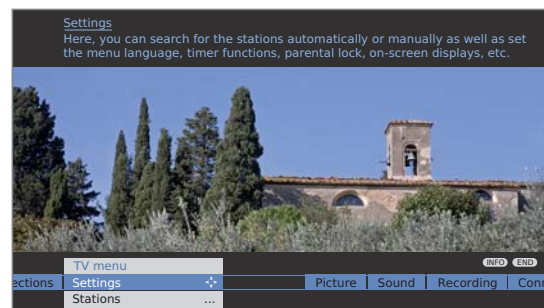 Settings
Here, you can search for the stations automatically or manually as well as set
the menu language, timer functions, parental lock, on-screen displays, etc.
INFO END
TV menu
ections Settings Picture Sound Recording Conn
Stations ...